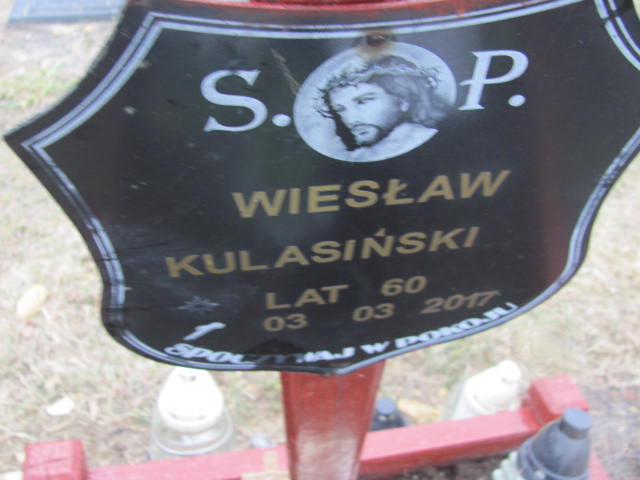 S. P.
WIESŁAW
KULASIŃSKI
LAT 60
03 03 2017
SPOCZYWAJ W POKOJU